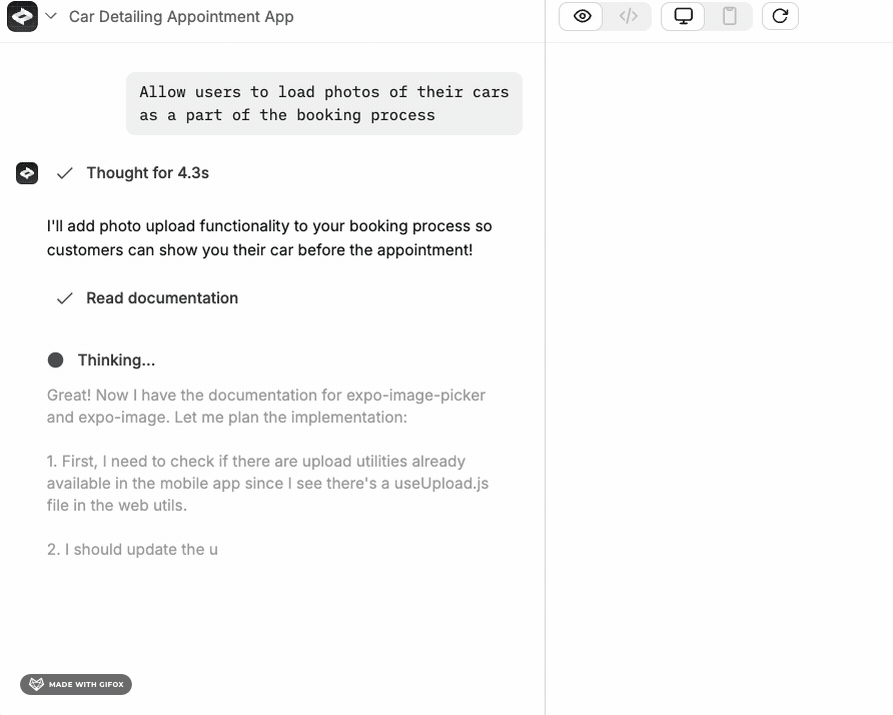 Car Detailing Appointment App
Allow users to load photos of their cars
as a part of the booking process
Thought for 4.3s
I'll add photo upload functionality to your booking process so
customers can show you their car before the appointment!
Read documentation
Thinking...
Great! Now I have the documentation for expo-image-picker
and expo-image. Let me plan the implementation:
1. First, I need to check if there are upload utilities already
available in the mobile app since I see there's a useUpload.js
file in the web utils.
2. I should update the u
MADE WITH GIFOX